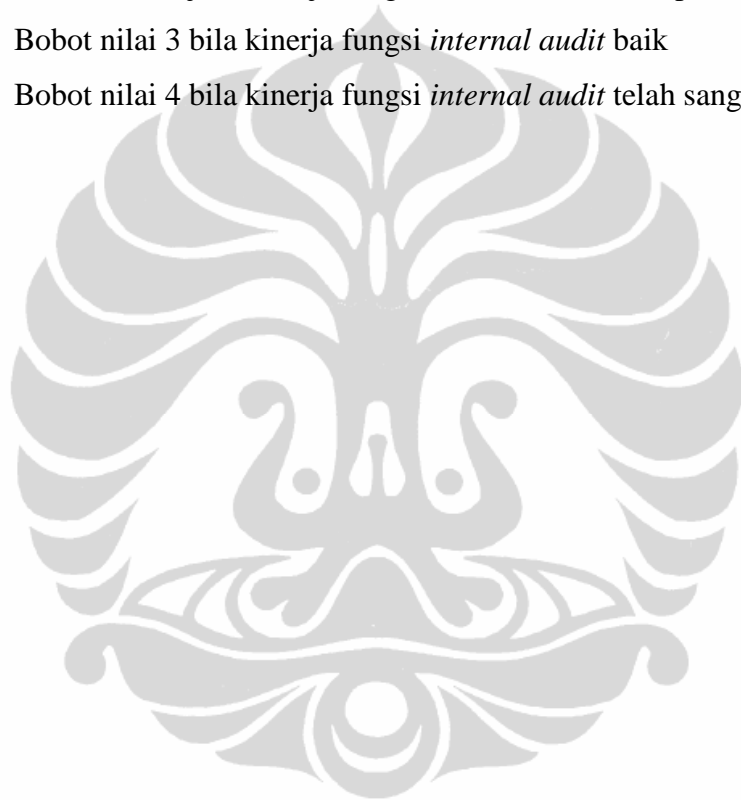 Bobot nilai 3 bila kinerja fungsi internal audit baik
Bobot nilai 4 bila kinerja fungsi internal audit telah sang